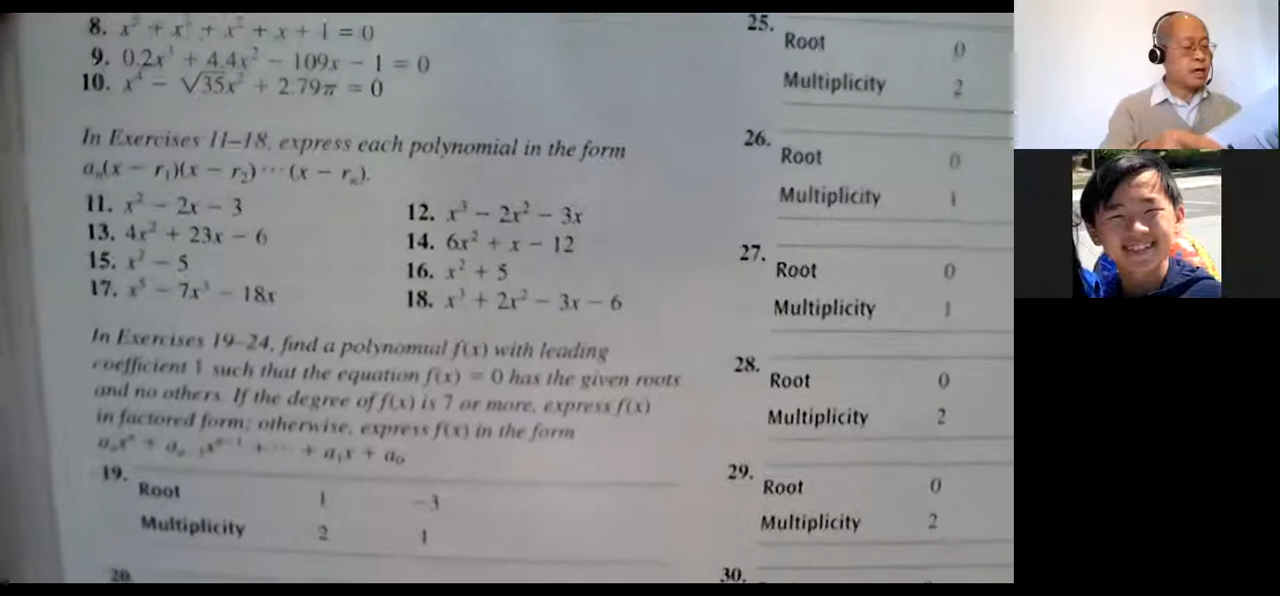 8. x⁴ + x³ + x² + x + 1 = 0
9. 0.2x³ + 4.4x² − 109x − 1 = 0
10. x⁴ − √35x² + 2.79π = 0
In Exercises 11–18, express each polynomial in the form
aₙ(x − r₁)(x − r₂) ⋯ (x − rₙ).
11. x² − 2x − 3
12. x³ − 2x² − 3x
13. 4x² + 23x − 6
14. 6x² + x − 12
15. x² − 5
16. x² + 5
17. x⁵ − 7x³ − 18x
18. x³ + 2x² − 3x − 6
In Exercises 19–24, find a polynomial f(x) with leading
coefficient 1 such that the equation f(x) = 0 has the given roots
and no others. If the degree of f(x) is 7 or more, express f(x)
in factored form; otherwise, express f(x) in the form
aₙxⁿ + aₙ₋₁xⁿ⁻¹ + ⋯ + a₁x + a₀
19.
Root 1 −3
Multiplicity 2 1
20.
25.
Root 0
Multiplicity 2
26.
Root 0
Multiplicity 1
27.
Root 0
Multiplicity 1
28.
Root 0
Multiplicity 2
29.
Root 0
Multiplicity 2
30.